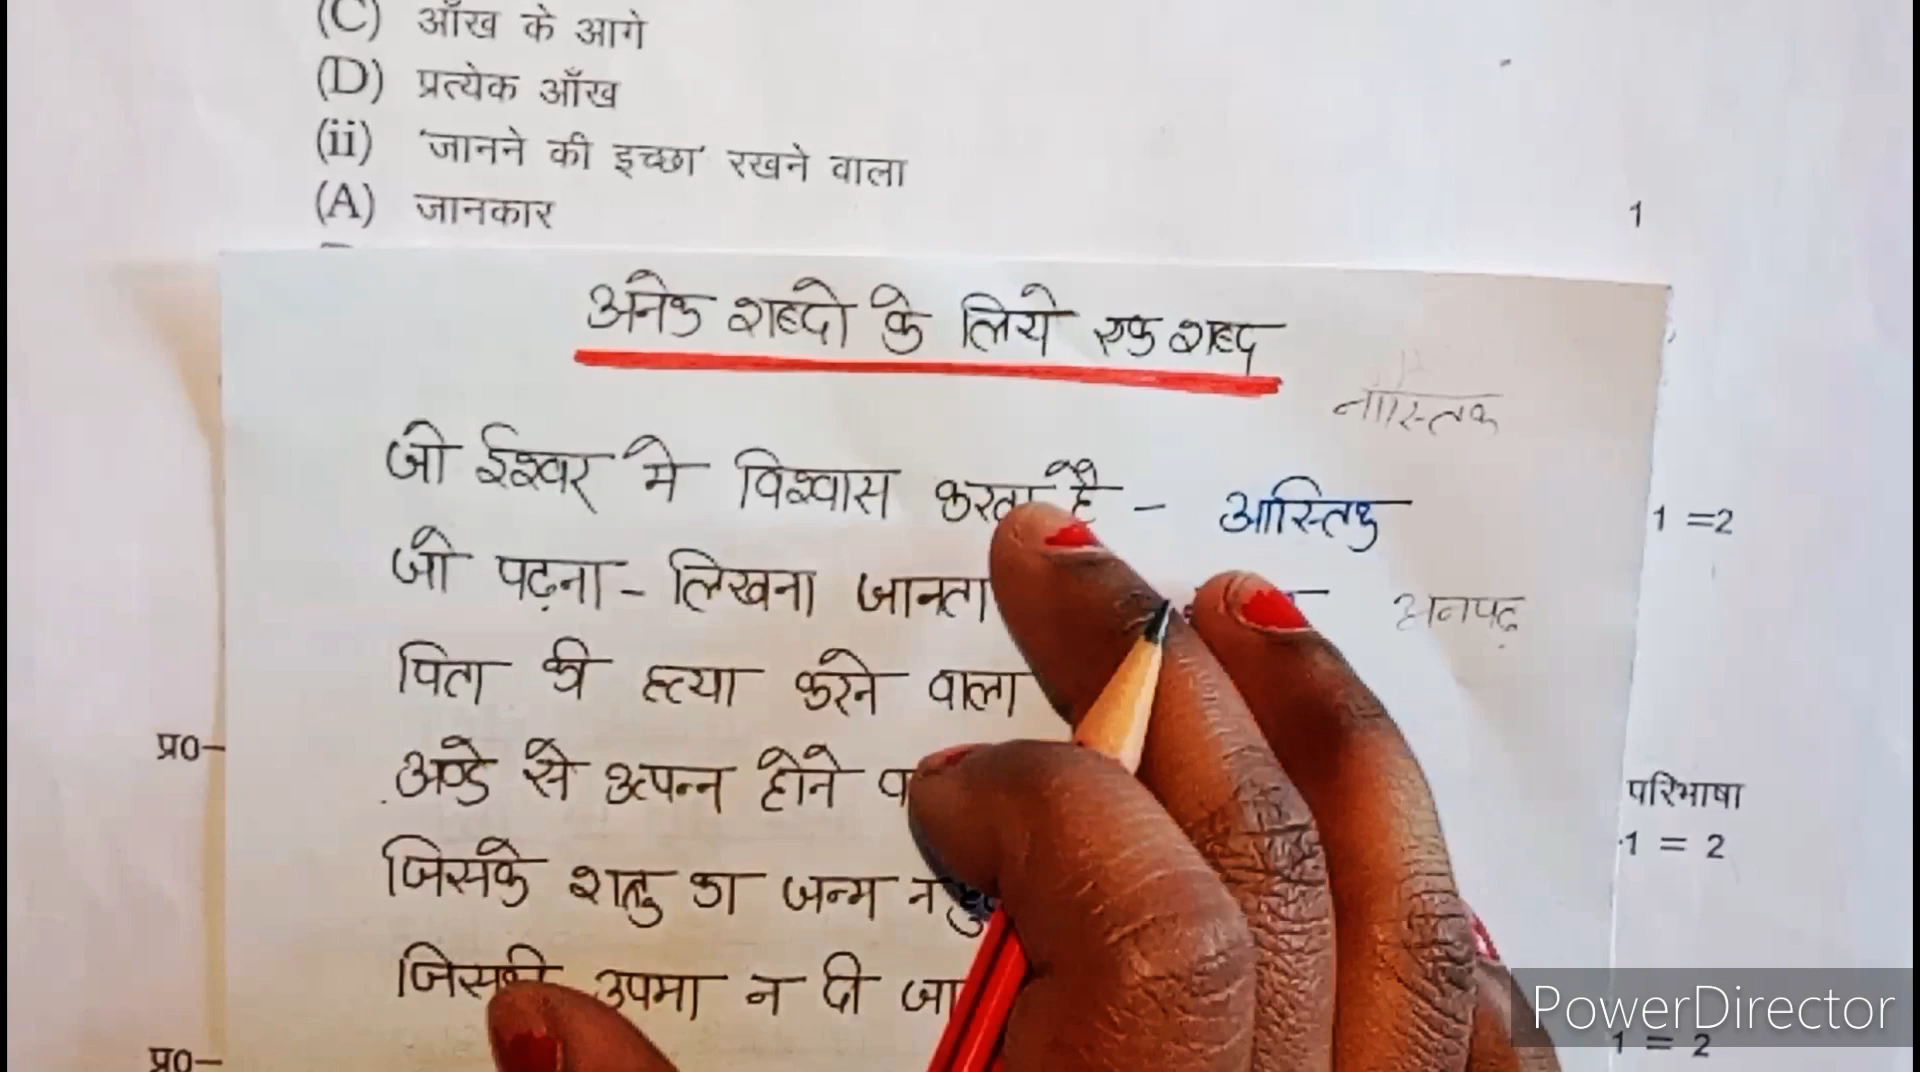 (C) आँख के आगे
(D) प्रत्येक आँख
(ii) 'जानने की इच्छा' रखने वाला
(A) जानकार
1
अनेक शब्दो के लिये एक शब्द
नास्तिक
जो ईश्वर मे विश्वास करता है - आस्तिक
1 =2
जो पढ़ना - लिखना जानता
अनपढ़
पिता की हत्या करने वाला
प्र0-
अण्डे से उत्पन्न होने
परिभाषा
1 = 2
जिसके शत्रु का जन्म न
जिसकी उपमा न दी जा
प्र0-
1 = 2
PowerDirector